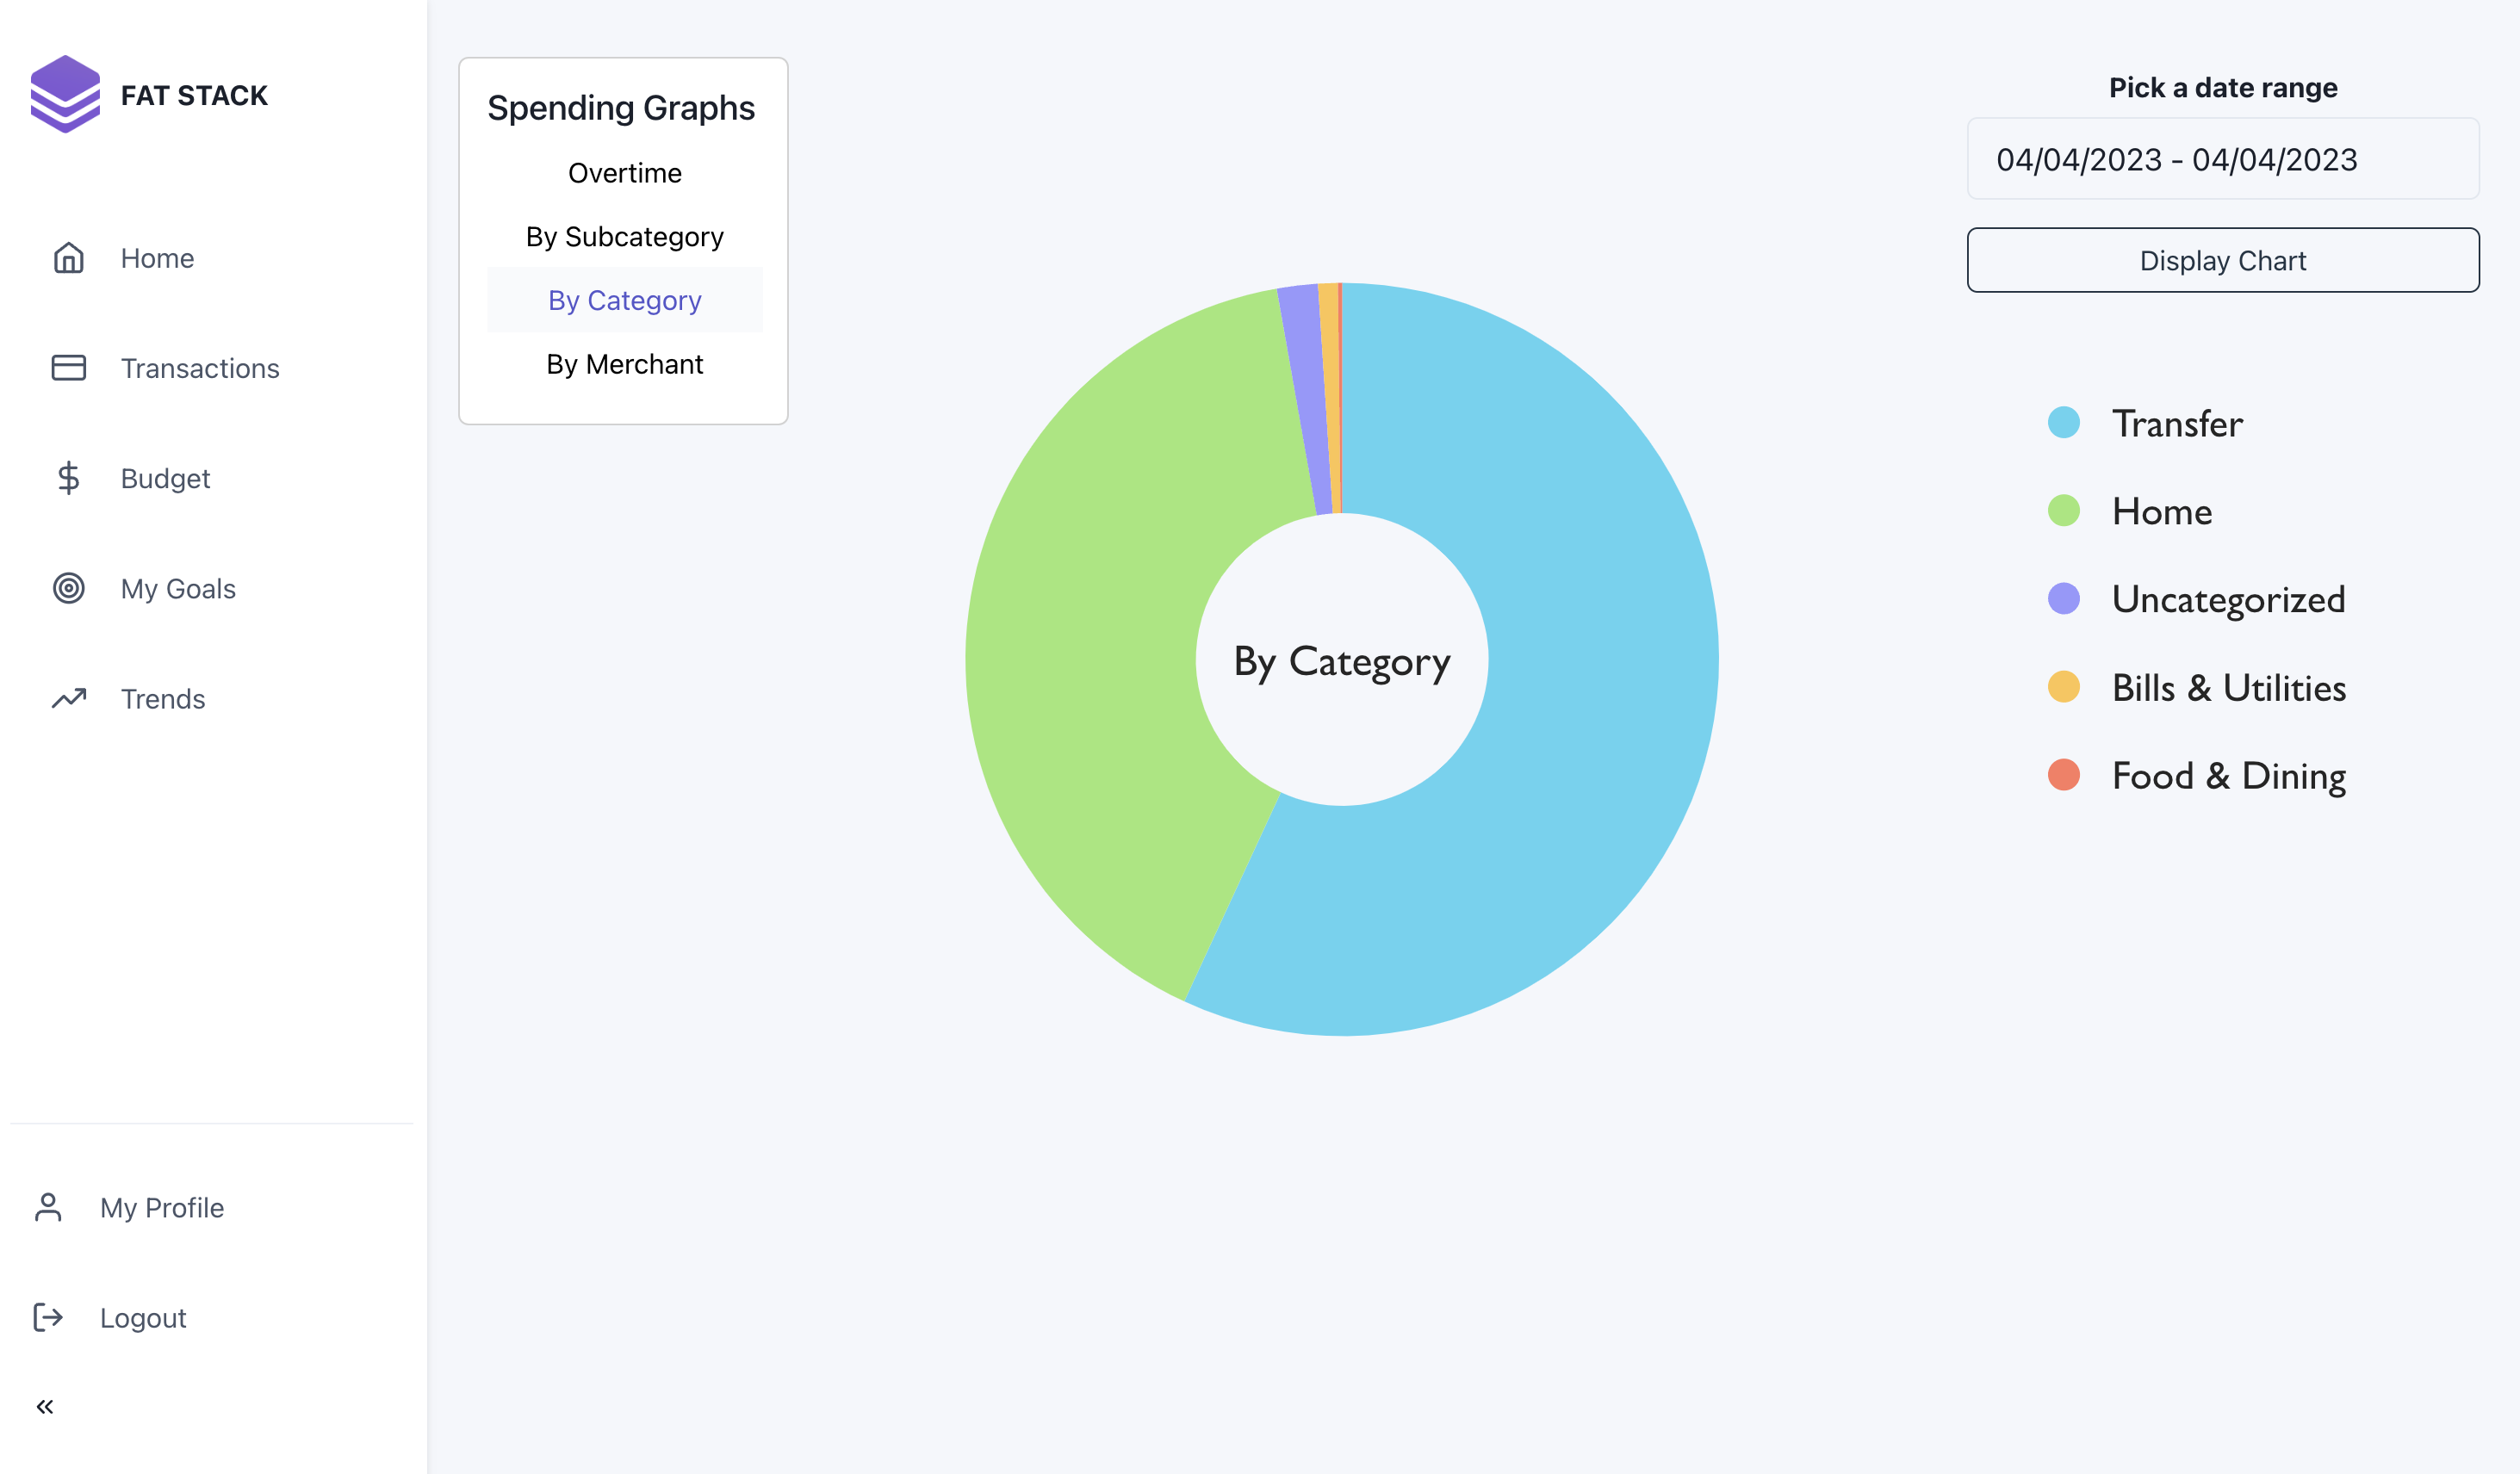 FAT STACK
Home
Transactions
Budget
My Goals
Trends
My Profile
Logout
Spending Graphs
Overtime
By Subcategory
By Category
By Merchant
By Category
Pick a date range
04/04/2023 - 04/04/2023
Display Chart
Transfer
Home
Uncategorized
Bills & Utilities
Food & Dining